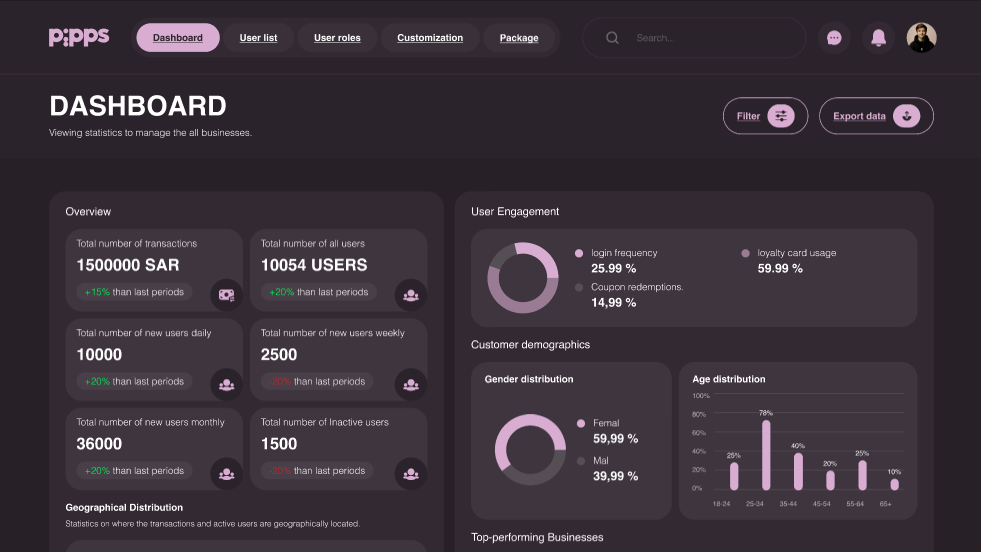 pipps
Dashboard
User list
User roles
Customization
Package
Search...
DASHBOARD
Viewing statistics to manage the all businesses.
Filter
Export data
Overview
Total number of transactions
1500000 SAR
+15% than last periods
Total number of all users
10054 USERS
+20% than last periods
Total number of new users daily
10000
+20% than last periods
Total number of new users weekly
2500
-20% than last periods
Total number of new users monthly
36000
+20% than last periods
Total number of Inactive users
1500
-20% than last periods
Geographical Distribution
Statistics on where the transactions and active users are geographically located.
User Engagement
login frequency
25.99 %
loyalty card usage
59.99 %
Coupon redemptions.
14,99 %
Customer demographics
Gender distribution
Femal
59,99 %
Mal
39,99 %
Age distribution
100%
80%
60%
40%
20%
0%
25%
78%
40%
20%
25%
10%
18-24
25-34
35-44
45-54
55-64
65+
Top-performing Businesses